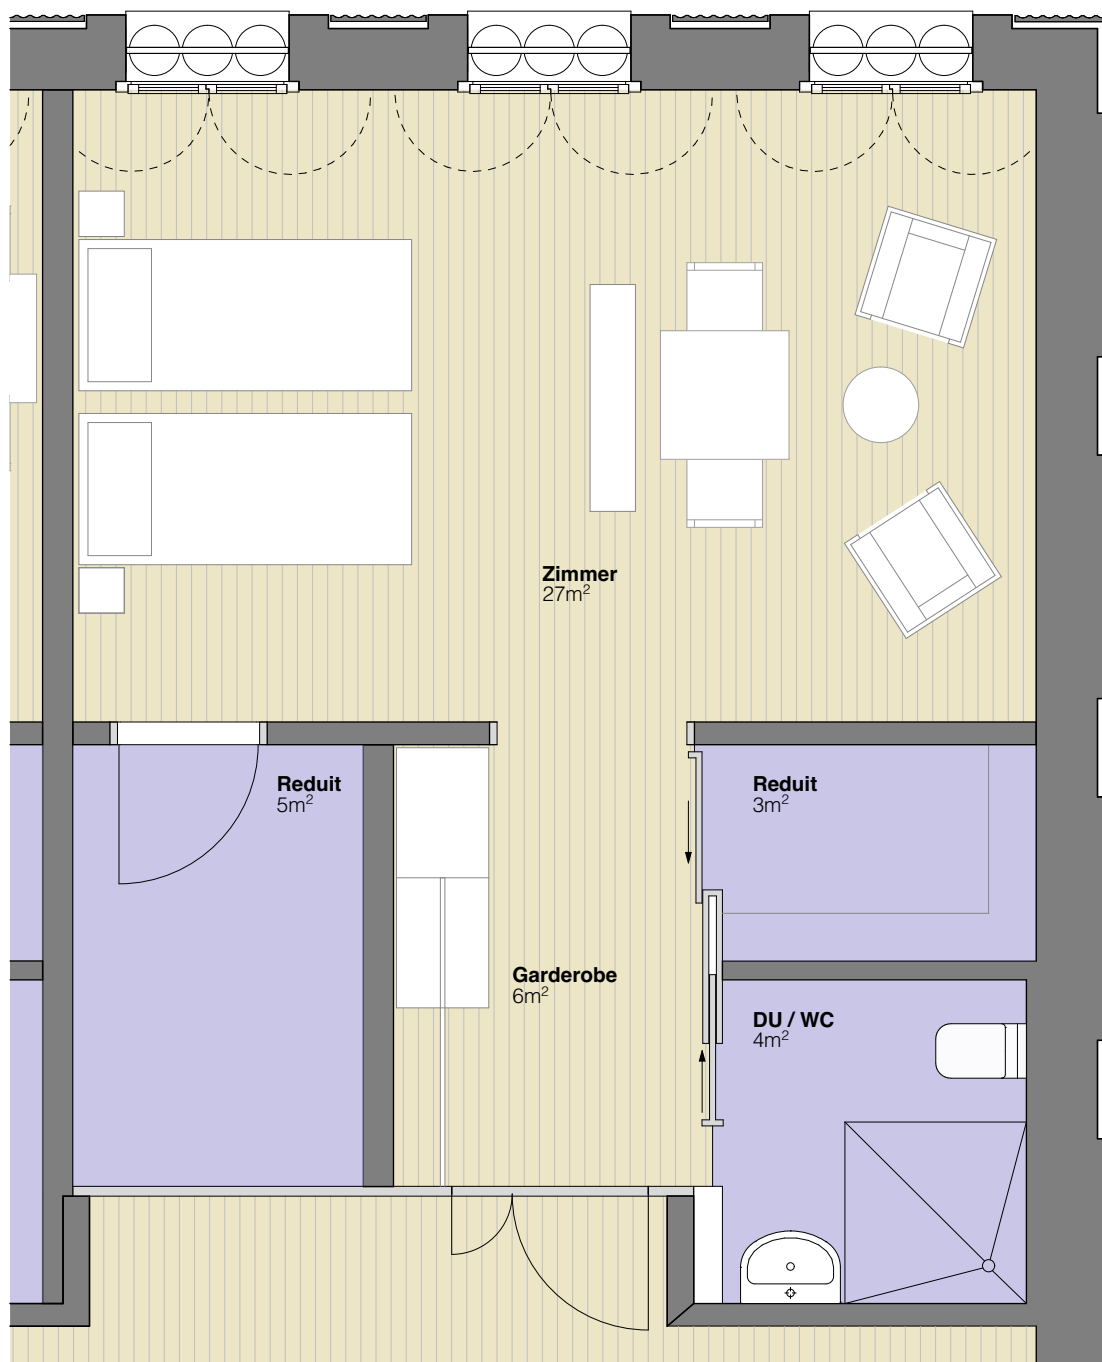 Zimmer
27m²
Reduit
5m²
Reduit
3m²
Garderobe
6m²
DU / WC
4m²